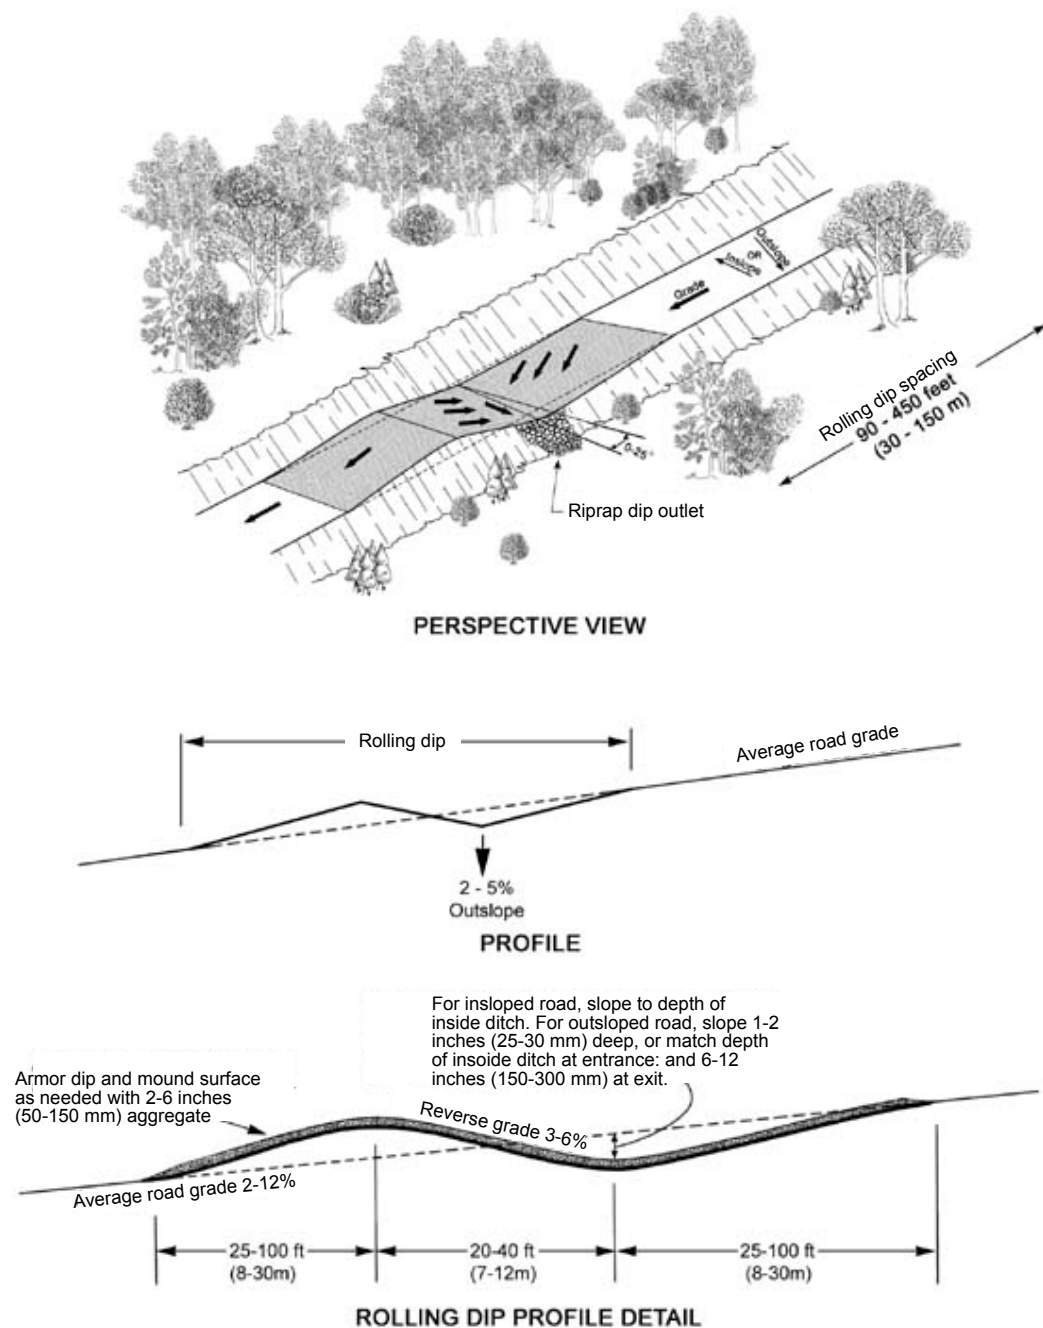 Outslope
OR
Inslope
Grade
Rolling dip spacing
90 - 450 feet
(30 - 150 m)
0-25°
Riprap dip outlet
PERSPECTIVE VIEW
Rolling dip
Average road grade
2 - 5%
Outslope
PROFILE
For insloped road, slope to depth of
inside ditch. For outsloped road, slope 1-2
inches (25-30 mm) deep, or match depth
of insoide ditch at entrance: and 6-12
inches (150-300 mm) at exit.
Armor dip and mound surface
as needed with 2-6 inches
(50-150 mm) aggregate
Reverse grade 3-6%
Average road grade 2-12%
25-100 ft
(8-30m)
20-40 ft
(7-12m)
25-100 ft
(8-30m)
ROLLING DIP PROFILE DETAIL